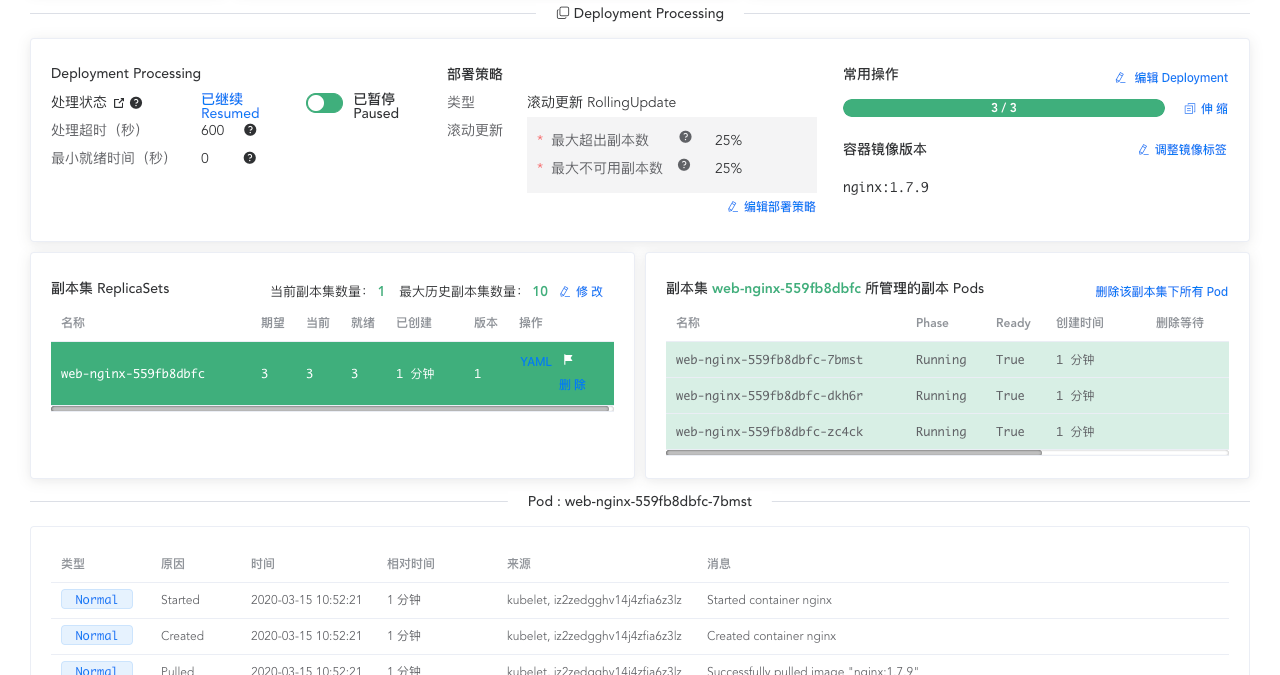 Deployment Processing
Deployment Processing
处理状态
已继续
Resumed
已暂停
Paused
处理超时（秒）
600
最小就绪时间（秒）
0
部署策略
类型
滚动更新 RollingUpdate
滚动更新
* 最大超出副本数
25%
* 最大不可用副本数
25%
编辑部署策略
常用操作
编辑 Deployment
3 / 3
伸 缩
容器镜像版本
调整镜像标签
nginx:1.7.9
副本集 ReplicaSets
当前副本集数量： 1 最大历史副本集数量： 10 修 改
名称 期望 当前 就绪 已创建 版本 操作
web-nginx-559fb8dbfc 3 3 3 1 分钟 1 YAML
删 除
副本集 web-nginx-559fb8dbfc 所管理的副本 Pods
删除该副本集下所有 Pod
名称 Phase Ready 创建时间 删除等待
web-nginx-559fb8dbfc-7bmst Running True 1 分钟
web-nginx-559fb8dbfc-dkh6r Running True 1 分钟
web-nginx-559fb8dbfc-zc4ck Running True 1 分钟
Pod : web-nginx-559fb8dbfc-7bmst
类型 原因 时间 相对时间 来源 消息
Normal Started 2020-03-15 10:52:21 1 分钟 kubelet, iz2zedgghv14j4zfia6z3lz Started container nginx
Normal Created 2020-03-15 10:52:21 1 分钟 kubelet, iz2zedgghv14j4zfia6z3lz Created container nginx
Normal Pulled 2020-03-15 10:52:21 1 分钟 kubelet, iz2zedgghv14j4zfia6z3lz Successfully pulled image "nginx:1.7.9"